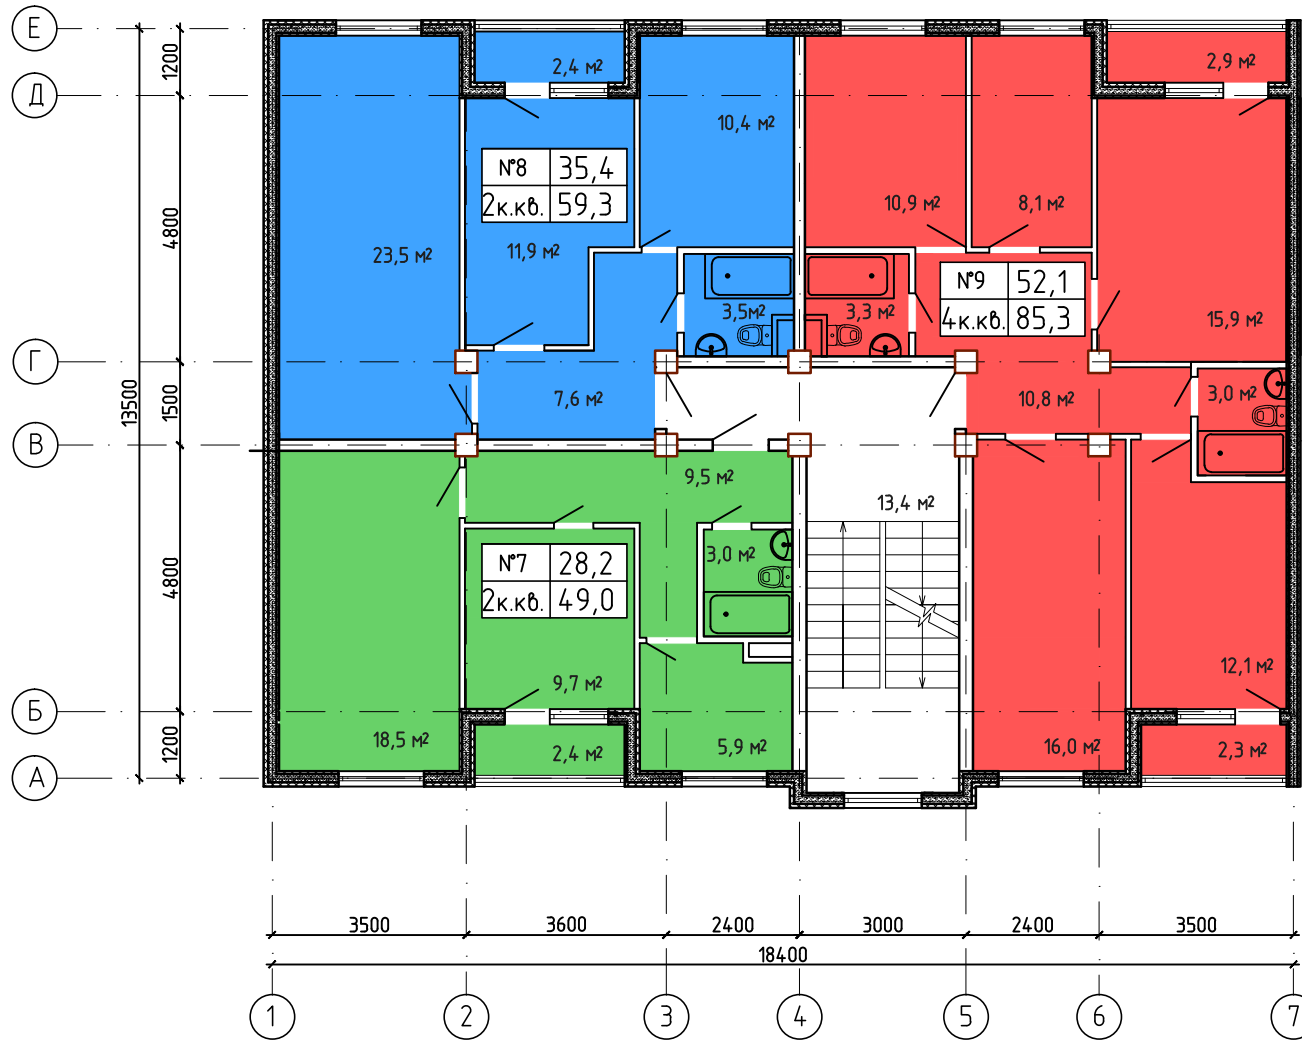 Е
Д
Г
В
Б
А
1200
4800
1500
4800
1200
13500
2,4 м²
10,4 м²
2,9 м²
№8 35,4
2к.кв. 59,3
11,9 м²
23,5 м²
10,9 м²
8,1 м²
№9 52,1
4к.кв. 85,3
3,5м²
3,3 м²
15,9 м²
7,6 м²
10,8 м²
3,0 м²
9,5 м²
13,4 м²
3,0 м²
№7 28,2
2к.кв. 49,0
9,7 м²
18,5 м²
2,4 м²
5,9 м²
12,1 м²
16,0 м²
2,3 м²
3500 3600 2400 3000 2400 3500
18400
1 2 3 4 5 6 7